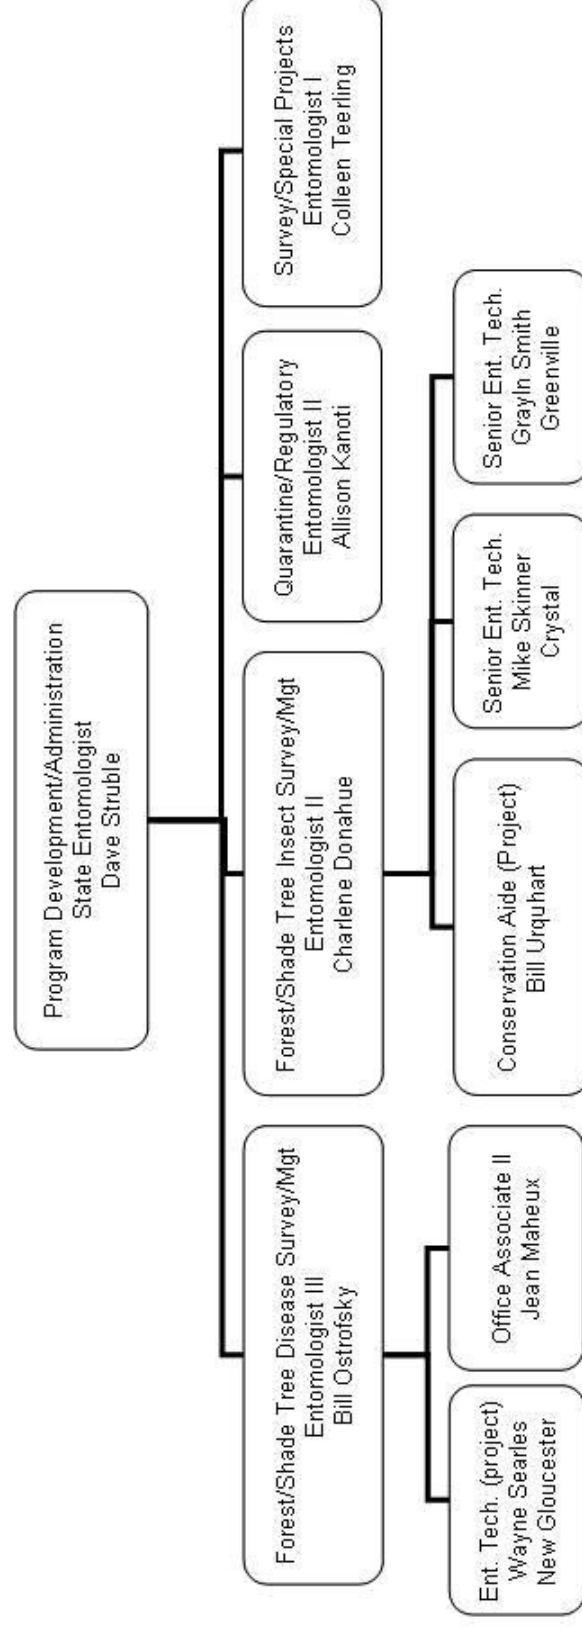 Program Development/Administration
State Entomologist
Dave Struble
Forest/Shade Tree Disease Survey/Mgt
Entomologist III
Bill Ostrofsky
Forest/Shade Tree Insect Survey/Mgt
Entomologist II
Charlene Donahue
Quarantine/Regulatory
Entomologist II
Allison Kanoti
Survey/Special Projects
Entomologist I
Colleen Teerling
Ent. Tech. (project)
Wayne Searles
New Gloucester
Office Associate II
Jean Maheux
Conservation Aide (Project)
Bill Urquhart
Senior Ent. Tech.
Mike Skinner
Crystal
Senior Ent. Tech.
Grayln Smith
Greenville